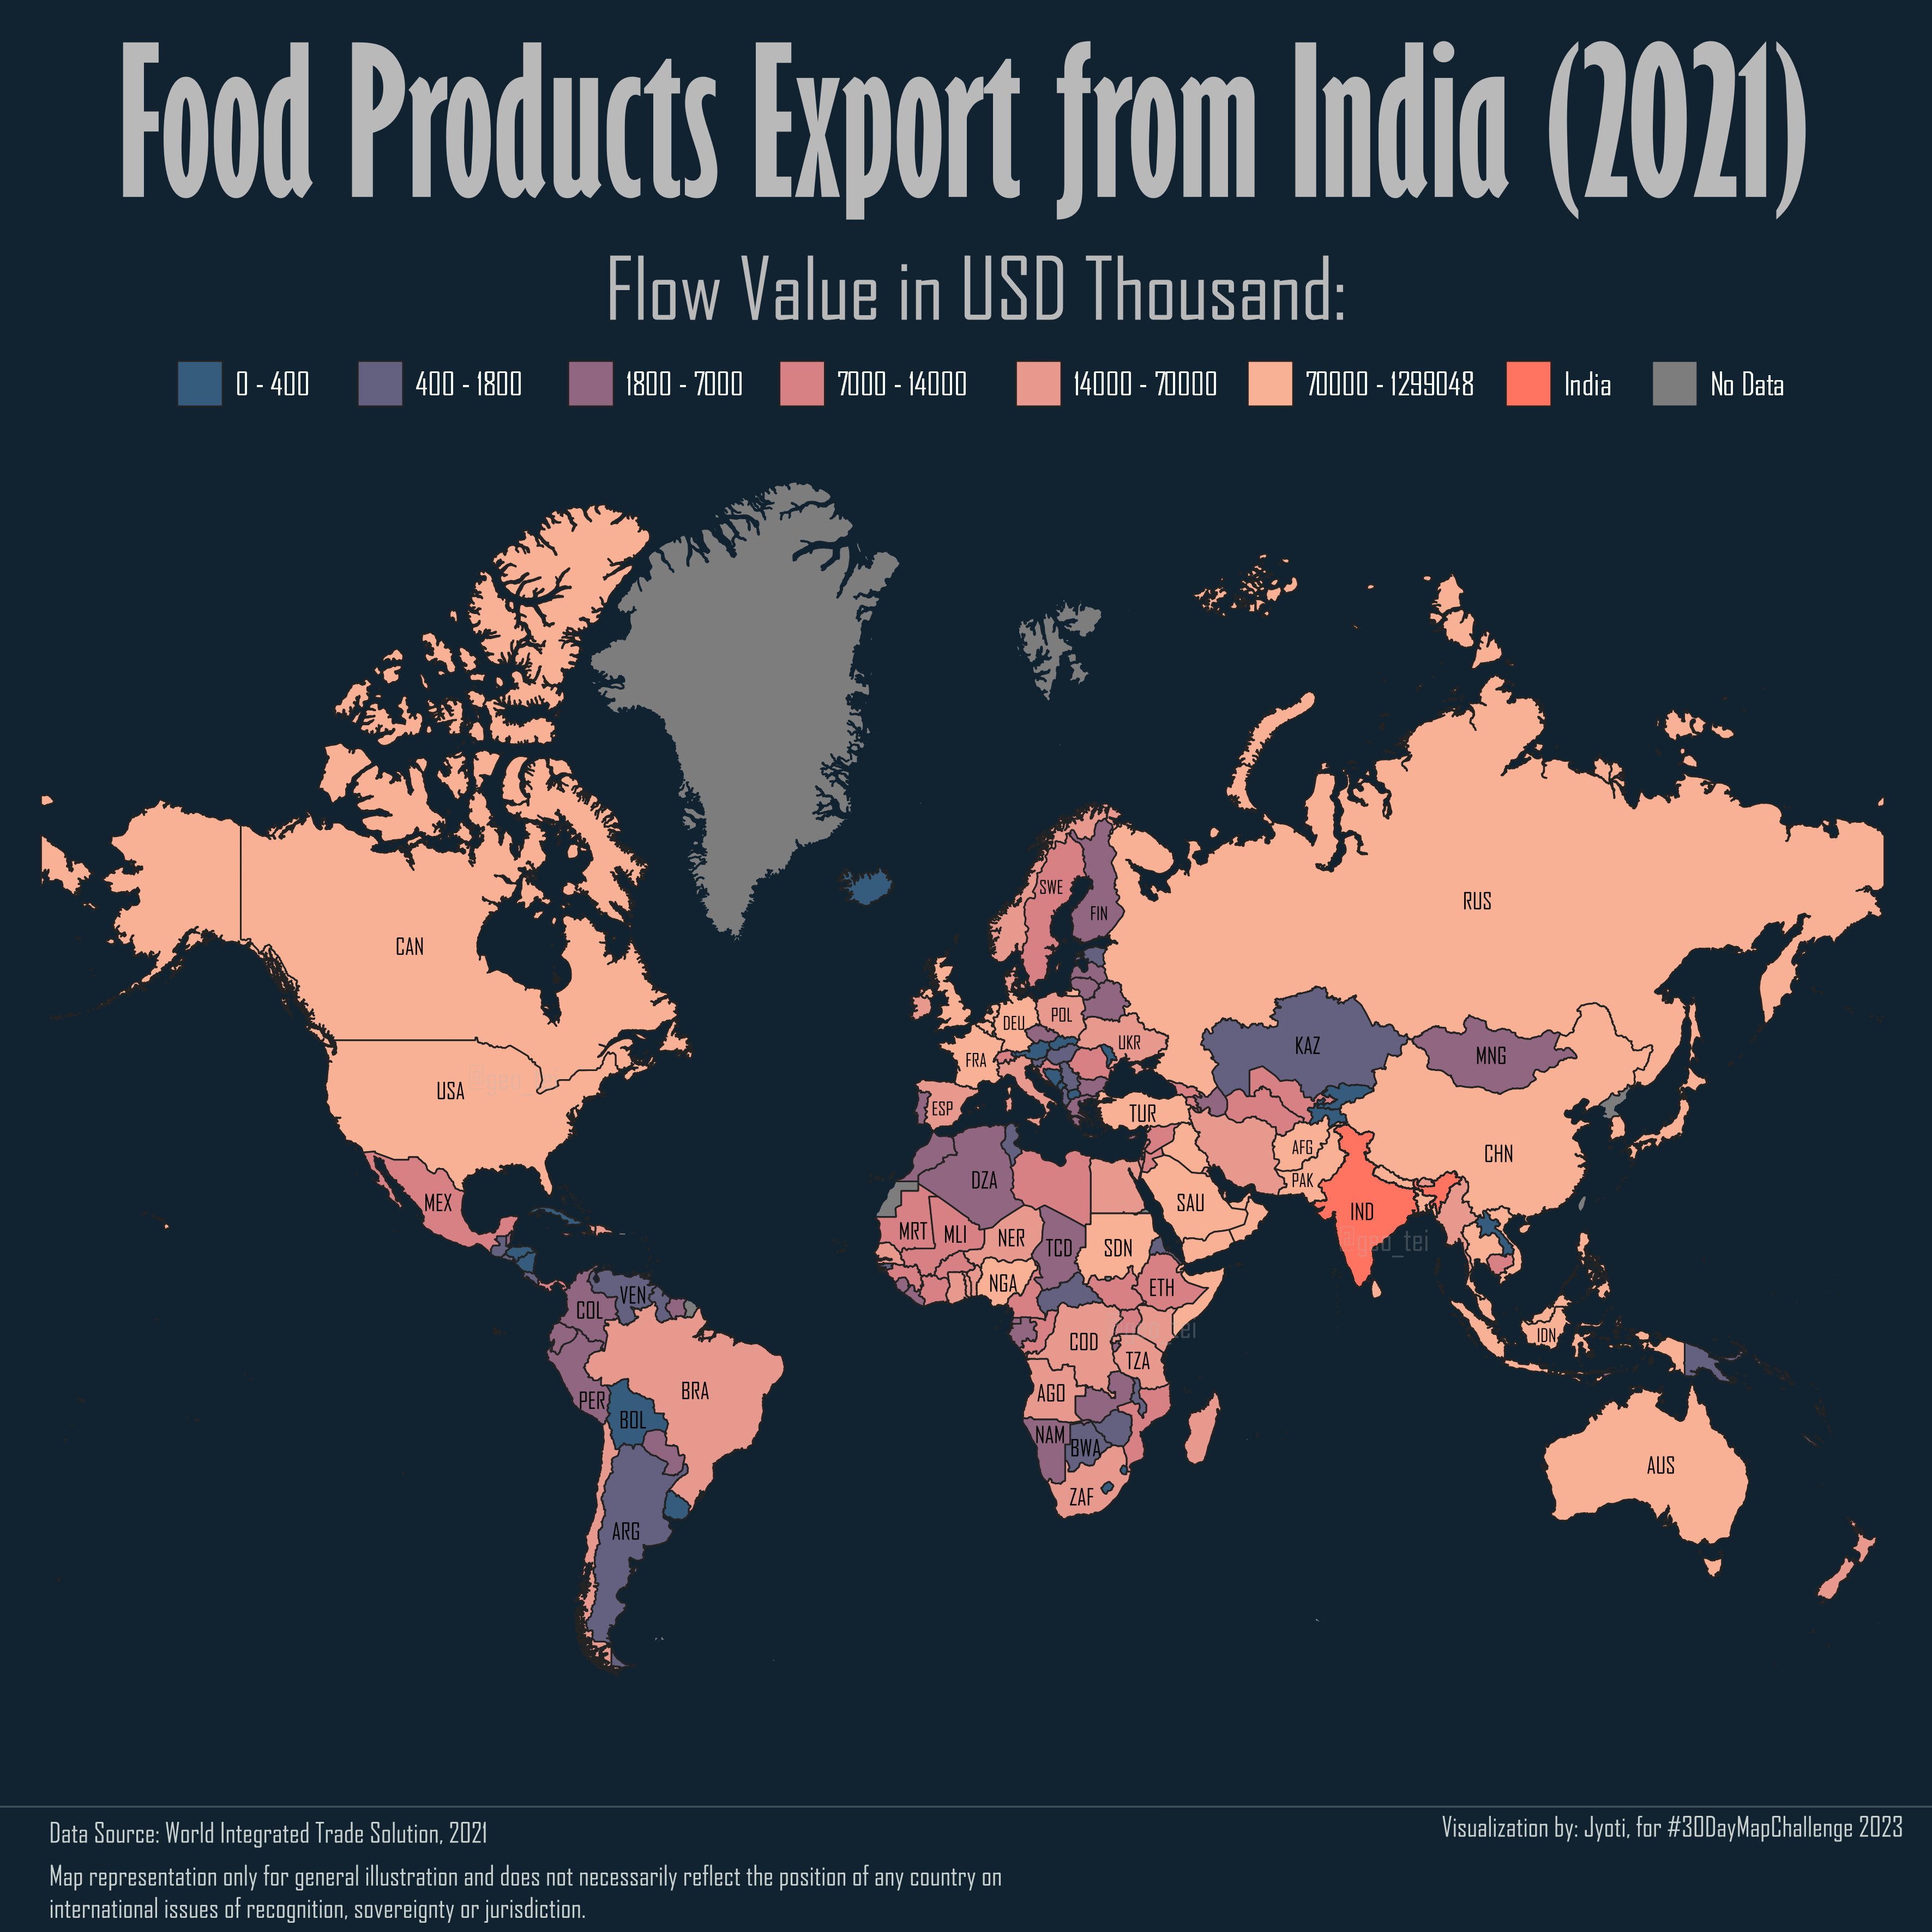 Food Products Export from India (2021)
Flow Value in USD Thousand:
0 - 400
400 - 1800
1800 - 7000
7000 - 14000
14000 - 70000
70000 - 1299048
India
No Data
SWE
FIN
RUS
CAN
DEU
POL
FRA
UKR
KAZ
MNG
USA
ESP
TUR
AFG
CHN
PAK
DZA
SAU
MEX
IND
MRT
MLI
NER
TCD
SDN
@geo_tei
NGA
ETH
COL
VEN
COD
tei
IDN
TZA
BRA
PER
AGO
BOL
NAM
BWA
AUS
ZAF
ARG
Data Source: World Integrated Trade Solution, 2021
Visualization by: Jyoti, for #30DayMapChallenge 2023
Map representation only for general illustration and does not necessarily reflect the position of any country on
international issues of recognition, sovereignty or jurisdiction.